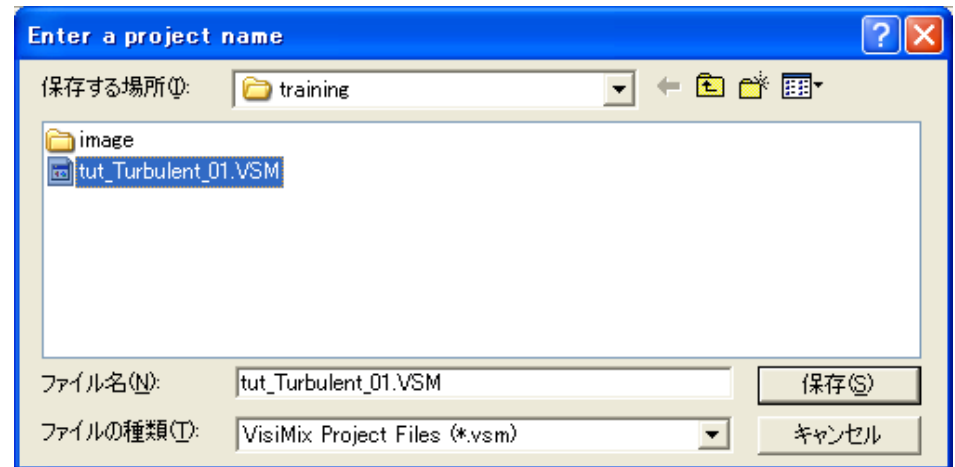 Enter a project name
保存する場所(I): training
image
tut_Turbulent_01.VSM
ファイル名(N): tut_Turbulent_01.VSM 保存(S)
ファイルの種類(T): VisiMix Project Files (*.vsm) キャンセル